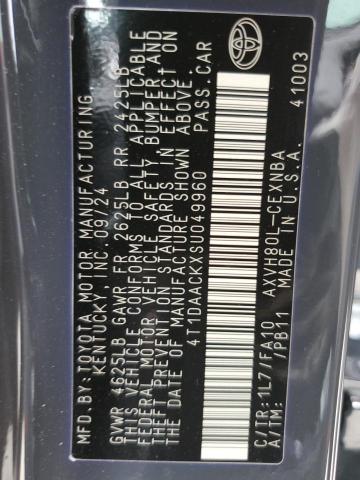 MFD.BY:TOYOTA MOTOR MANUFACTURING
KENTUCKY, INC. 09/24
GVWR 4625LB GAWR FR 2625LB RR 2425LB
THIS VEHICLE CONFORMS TO ALL APPLICABLE
FEDERAL MOTOR VEHICLE SAFETY, BUMPER, AND
THEFT PREVENTION STANDARDS IN EFFECT ON
THE DATE OF MANUFACTURE SHOWN ABOVE.
4T1DAACKXSU049960 PASS.CAR
C/TR:1L7/FA10 AXVH80L-CEXNBA
A/TM: /PB11 MADE IN U.S.A. 41003